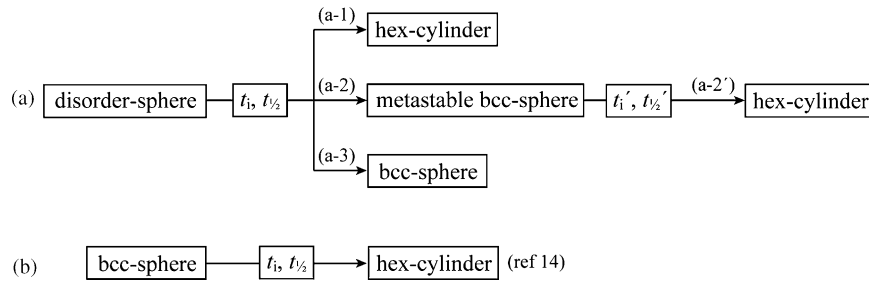 (a-1) hex-cylinder
(a) disorder-sphere tᵢ, t½ (a-2) metastable bcc-sphere tᵢ´, t½´ (a-2´) hex-cylinder
(a-3) bcc-sphere
(b) bcc-sphere tᵢ, t½ hex-cylinder (ref 14)